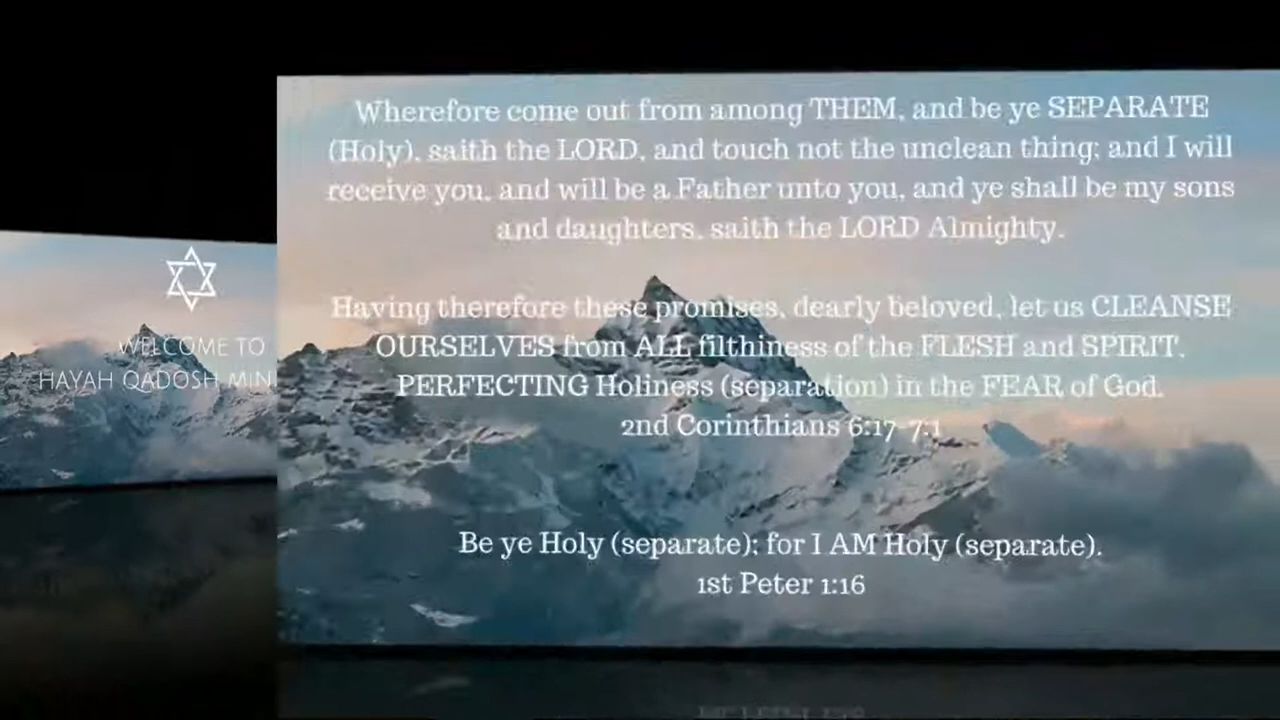 WELCOME TO
HAYAH QADOSH MIN
Wherefore come out from among THEM, and be ye SEPARATE
(Holy), saith the LORD, and touch not the unclean thing; and I will
receive you, and will be a Father unto you, and ye shall be my sons
and daughters, saith the LORD Almighty.
Having therefore these promises, dearly beloved, let us CLEANSE
OURSELVES from ALL filthiness of the FLESH and SPIRIT,
PERFECTING Holiness (separation) in the FEAR of God.
2nd Corinthians 6:17-7:1
Be ye Holy (separate); for I AM Holy (separate).
1st Peter 1:16